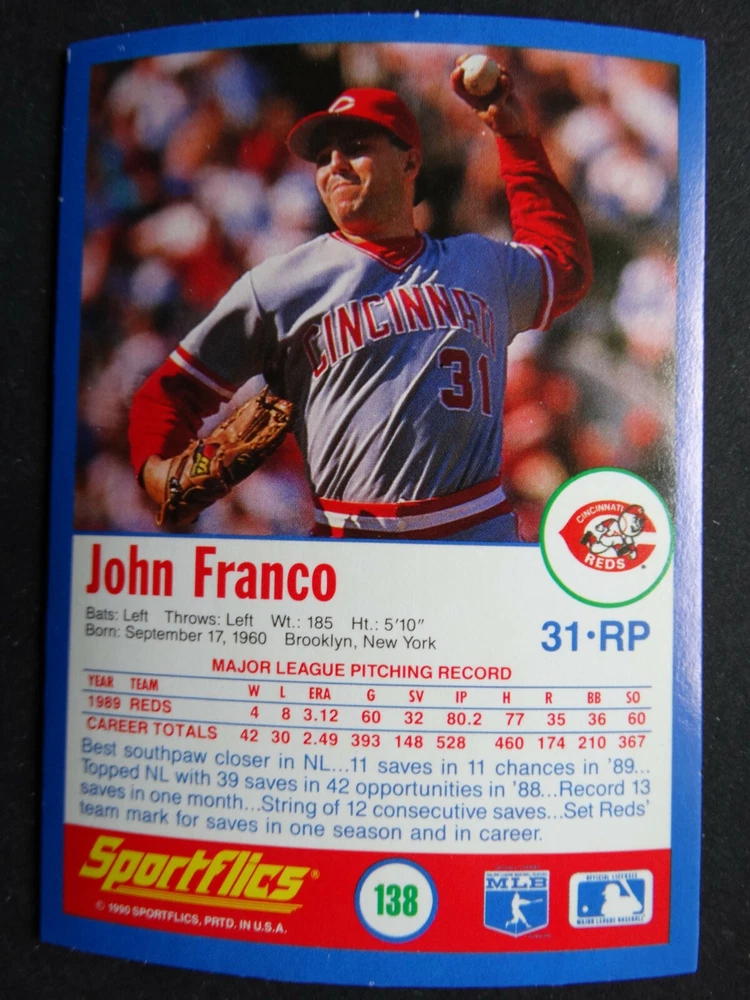 CINCINNATI
31
CINCINNATI
REDS
John Franco
Bats: Left Throws: Left Wt.: 185 Ht.: 5'10"
Born: September 17, 1960 Brooklyn, New York
31•RP
MAJOR LEAGUE PITCHING RECORD
YEAR TEAM W L ERA G SV IP H R BB SO
1989 REDS 4 8 3.12 60 32 80.2 77 35 36 60
CAREER TOTALS 42 30 2.49 393 148 528 460 174 210 367
Best southpaw closer in NL...11 saves in 11 chances in '89...
Topped NL with 39 saves in 42 opportunities in '88...Record 13
saves in one month...String of 12 consecutive saves...Set Reds'
team mark for saves in one season and in career.
Sportflics®
© 1990 SPORTFLICS, PRTD. IN U.S.A.
138
MLB
OFFICIAL LICENSEE
MAJOR LEAGUE BASEBALL